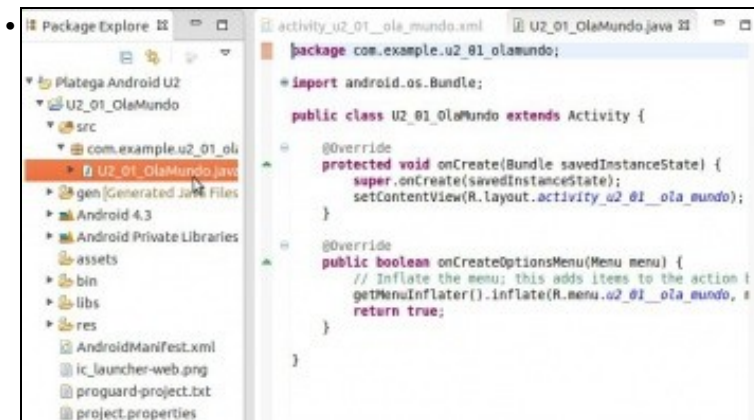 Package Explore
activity_u2_01__ola_mundo.xml
U2_01_OlaMundo.java
Platega Android U2
U2_01_OlaMundo
src
com.example.u2_01_ola
U2_01_OlaMundo.java
gen [Generated Java Files
Android 4.3
Android Private Libraries
assets
bin
libs
res
AndroidManifest.xml
ic_launcher-web.png
proguard-project.txt
project.properties
package com.example.u2_01_olamundo;
import android.os.Bundle;
public class U2_01_OlaMundo extends Activity {
@Override
protected void onCreate(Bundle savedInstanceState) {
super.onCreate(savedInstanceState);
setContentView(R.layout.activity_u2_01__ola_mundo);
}
@Override
public boolean onCreateOptionsMenu(Menu menu) {
// Inflate the menu; this adds items to the action b
getMenuInflater().inflate(R.menu.u2_01__ola_mundo, m
return true;
}
}